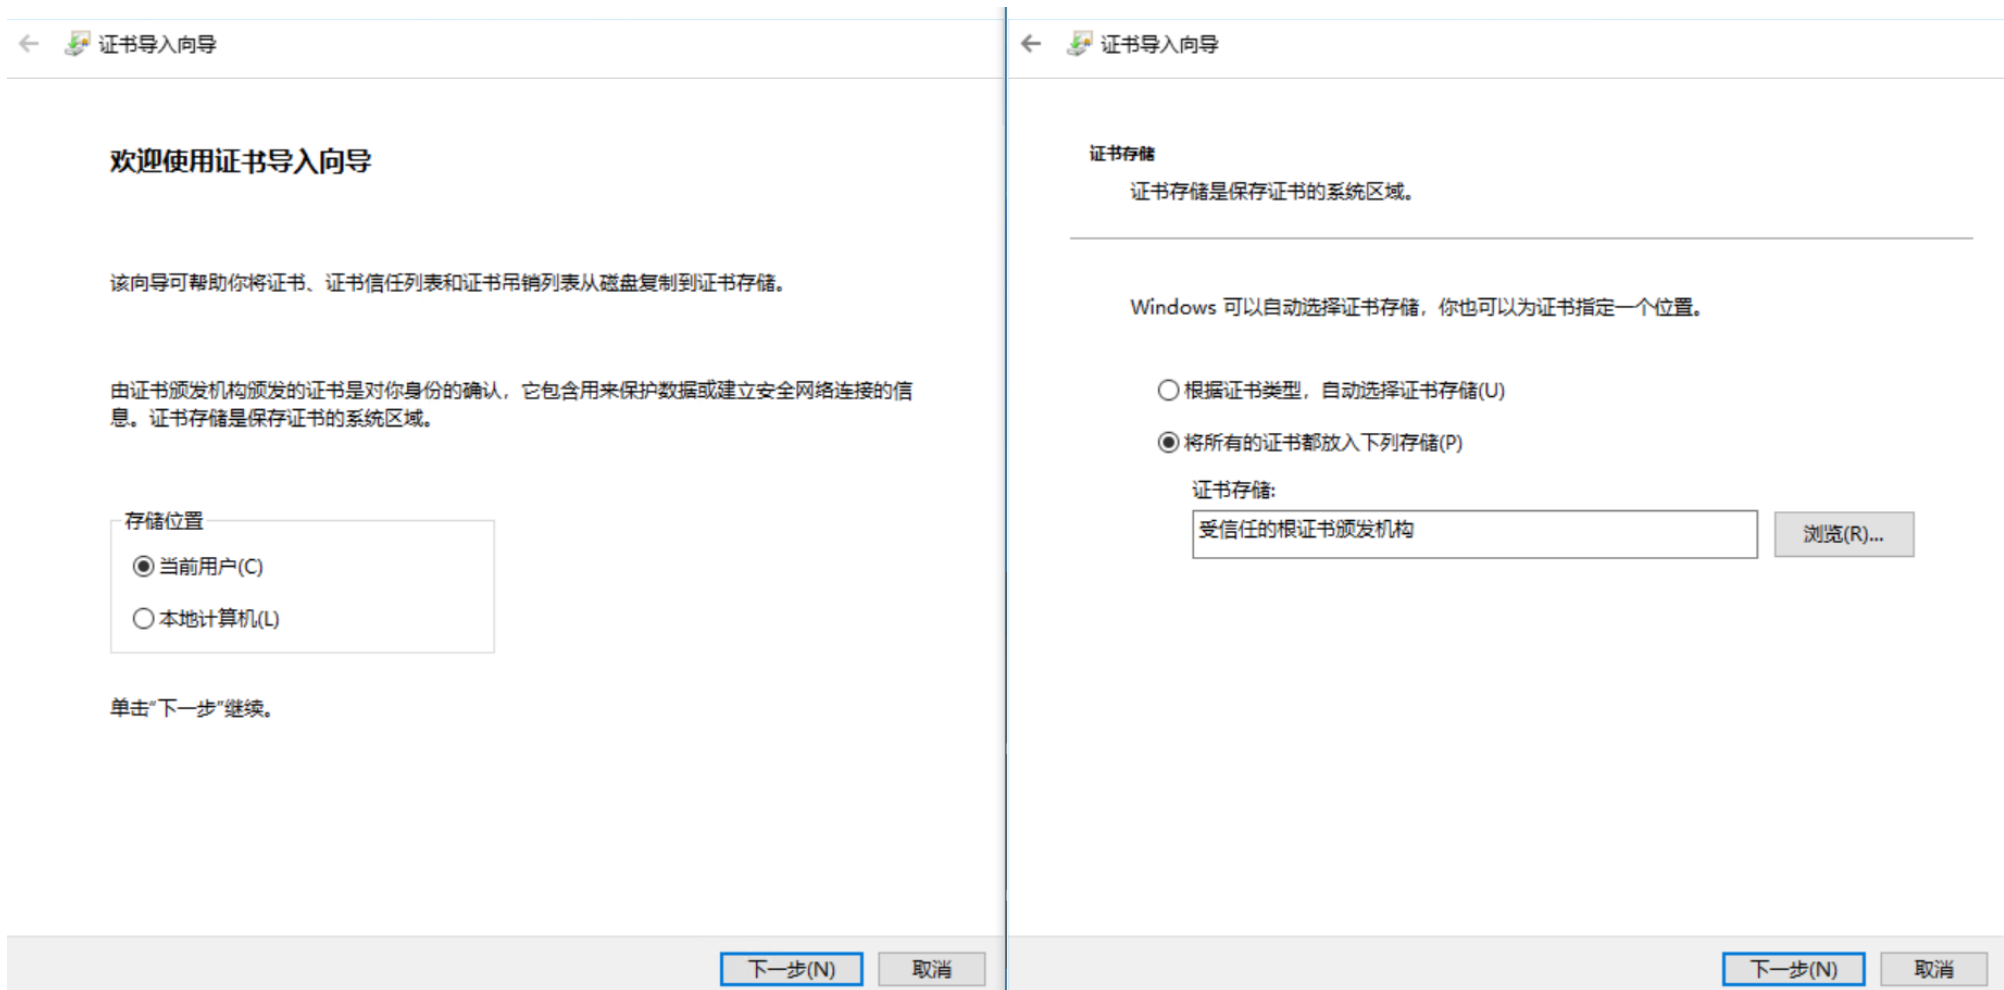 证书导入向导
欢迎使用证书导入向导
该向导可帮助你将证书、证书信任列表和证书吊销列表从磁盘复制到证书存储。
由证书颁发机构颁发的证书是对你身份的确认，它包含用来保护数据或建立安全网络连接的信
息。证书存储是保存证书的系统区域。
存储位置
当前用户(C)
本地计算机(L)
单击"下一步"继续。
下一步(N)
取消
证书导入向导
证书存储
证书存储是保存证书的系统区域。
Windows 可以自动选择证书存储，你也可以为证书指定一个位置。
根据证书类型，自动选择证书存储(U)
将所有的证书都放入下列存储(P)
证书存储:
受信任的根证书颁发机构
浏览(R)...
下一步(N)
取消